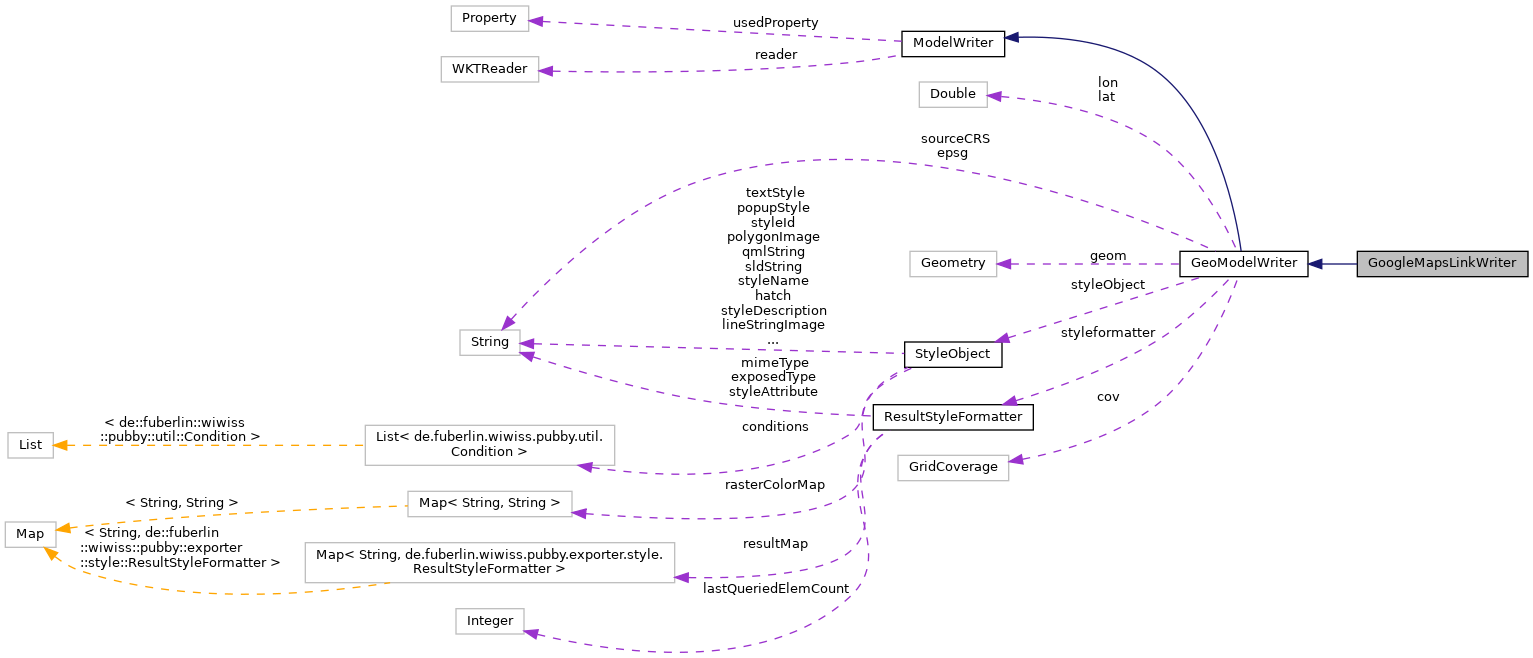 Property
usedProperty
ModelWriter
reader
WKTReader
lon
lat
Double
sourceCRS
epsg
textStyle
popupStyle
styleId
polygonImage
qmlString
sldString
styleName
hatch
styleDescription
lineStringImage
...
geom
Geometry
GeoModelWriter
GoogleMapsLinkWriter
styleObject
styleformatter
String
StyleObject
mimeType
exposedType
styleAttribute
cov
ResultStyleFormatter
conditions
< de::fuberlin::wiwiss
::pubby::util::Condition >
List
List< de.fuberlin.wiwiss.pubby.util.
Condition >
GridCoverage
rasterColorMap
< String, String >
Map< String, String >
Map
< String, de::fuberlin
::wiwiss::pubby::exporter
::style::ResultStyleFormatter >
resultMap
Map< String, de.fuberlin.wiwiss.pubby.exporter.style.
ResultStyleFormatter >
lastQueriedElemCount
Integer